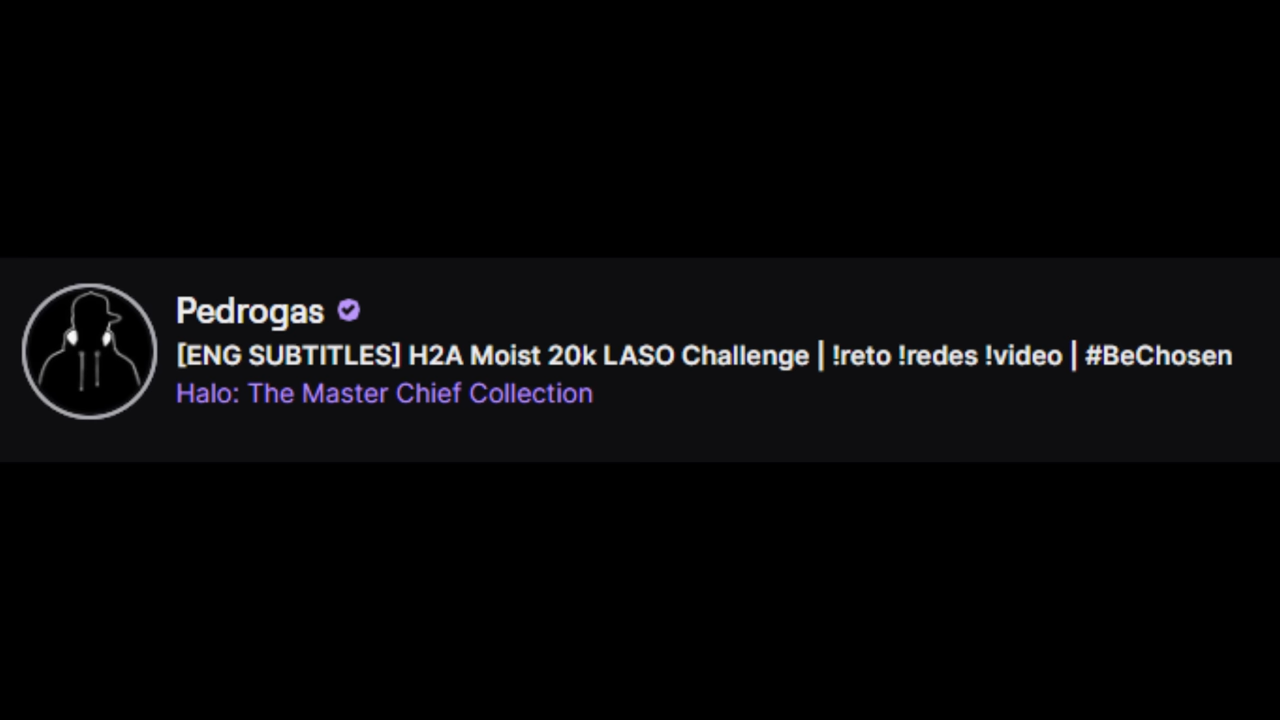 Pedrogas
[ENG SUBTITLES] H2A Moist 20k LASO Challenge | !reto !redes !video | #BeChosen
Halo: The Master Chief Collection